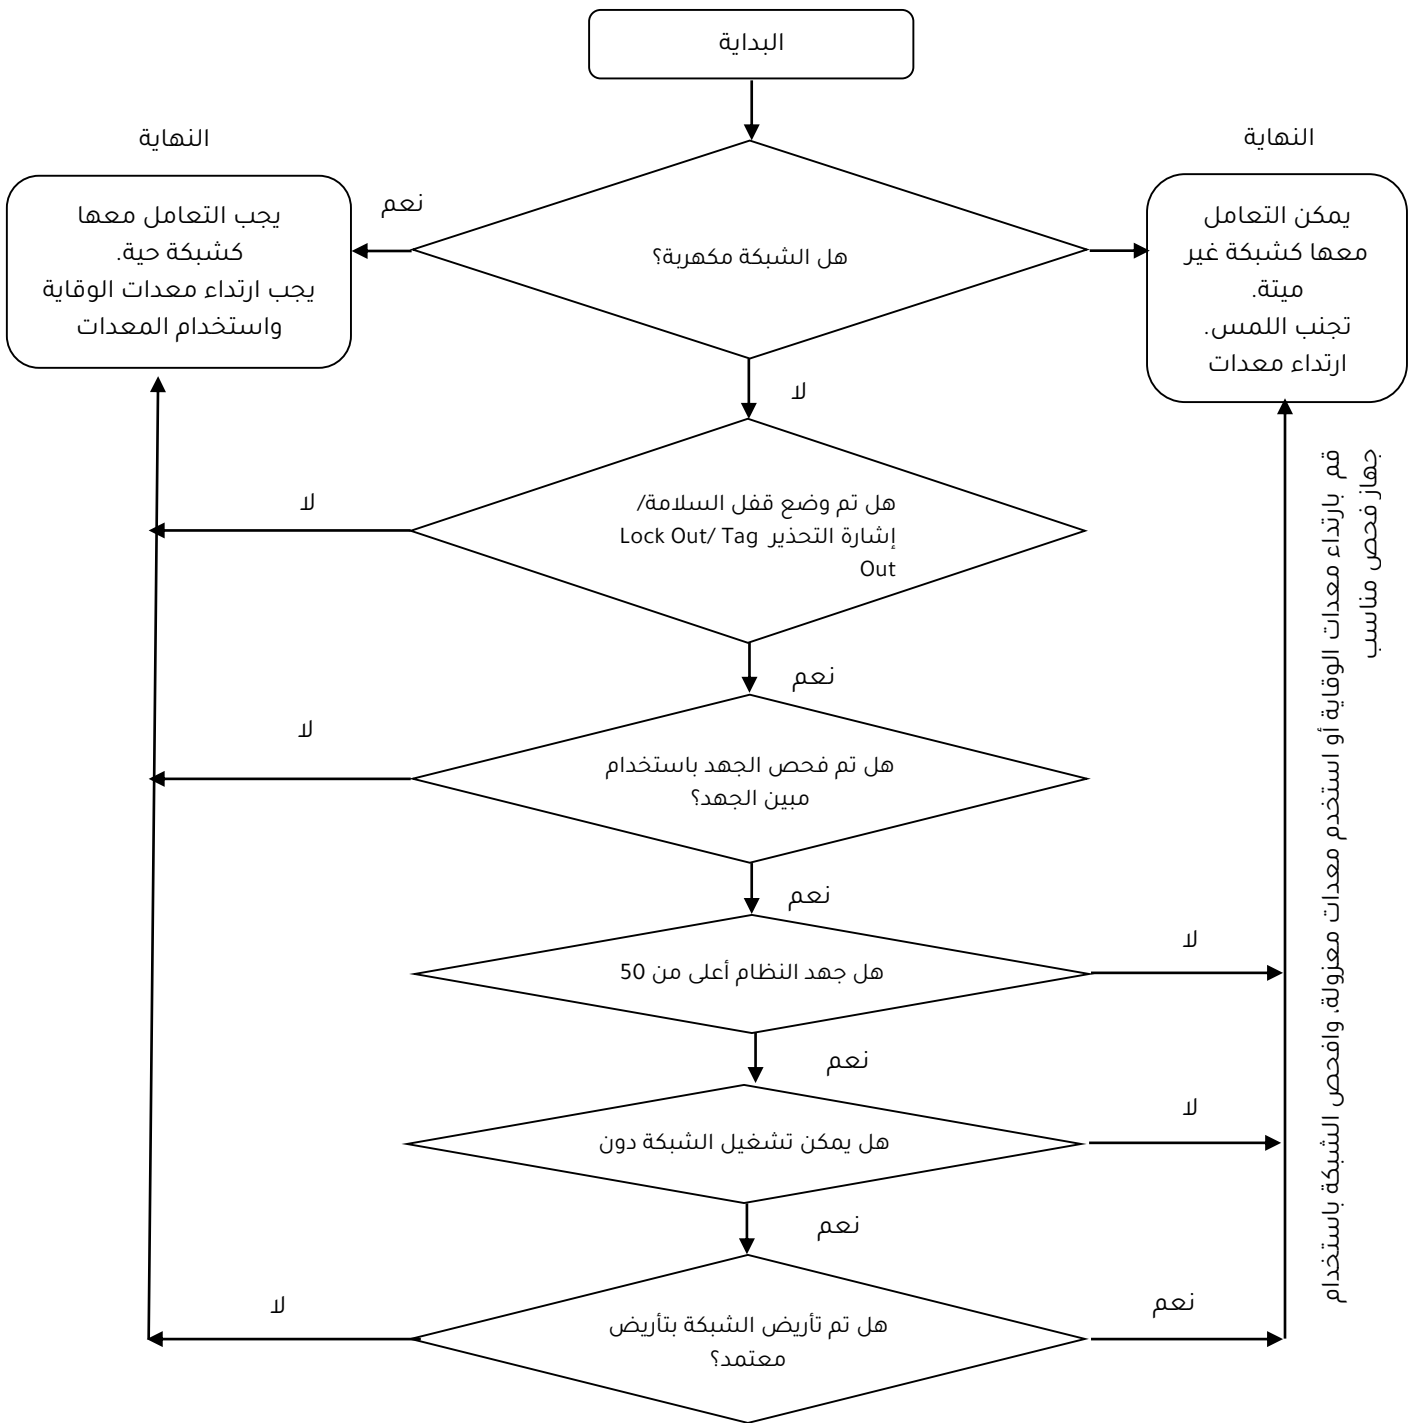 البداية
النهاية
النهاية
يمكن التعامل
معها كشبكة غير
ميتة.
تجنب اللمس.
ارتداء معدات
هل الشبكة مكهربة؟
نعم
يجب التعامل معها
كشبكة حية.
يجب ارتداء معدات الوقاية
واستخدام المعدات
لا
هل تم وضع قفل السلامة/
إشارة التحذير Lock Out/ Tag
Out
لا
نعم
هل تم فحص الجهد باستخدام
مبين الجهد؟
لا
نعم
هل جهد النظام أعلى من 50
لا
نعم
هل يمكن تشغيل الشبكة دون
لا
نعم
هل تم تأريض الشبكة بتأريض
معتمد؟
نعم
لا
قم بارتداء معدات الوقاية أو استخدم معدات معزولة، وافحص الشبكة باستخدام
جهاز فحص مناسب